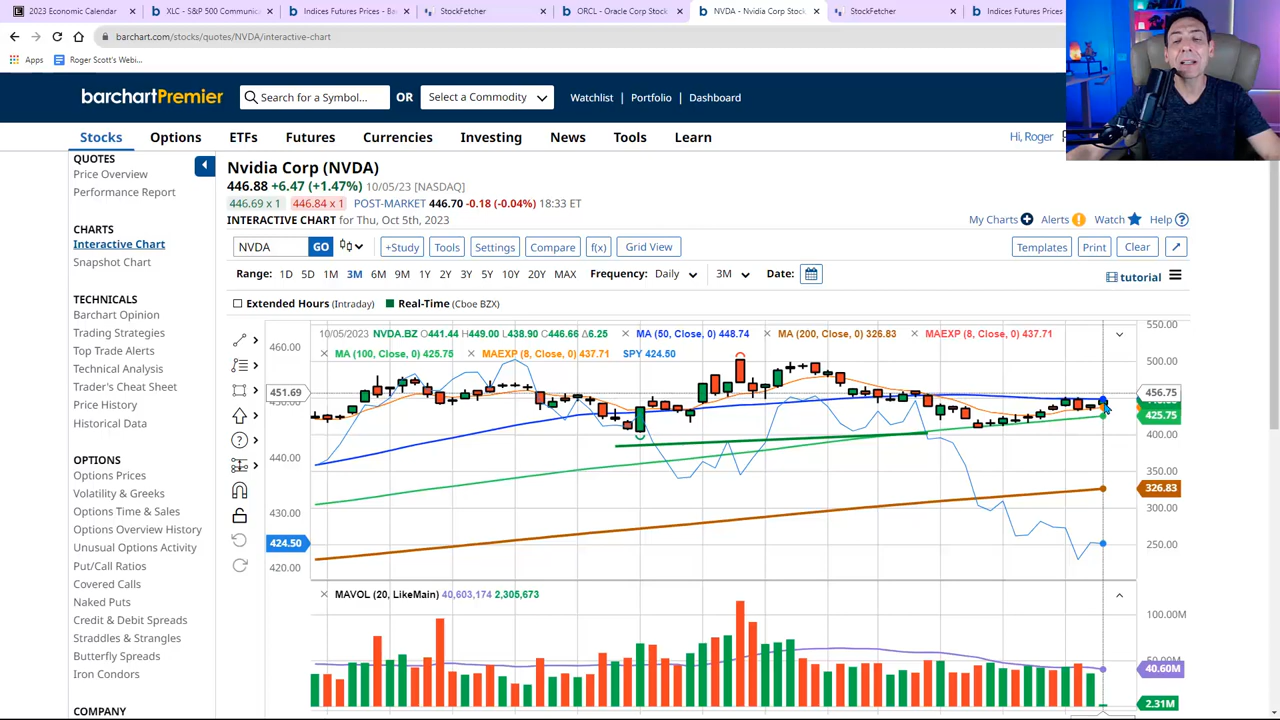 2023 Economic Calendar
XLC - S&P 500 Communic
Indices Futures Prices - Ba
StockFetcher
ORCL - Oracle Corp Stock
NVDA - Nvidia Corp Stock
StockFetcher
Indices Futures Prices
barchart.com/stocks/quotes/NVDA/interactive-chart
Apps
Roger Scott's Webi...
barchartPremier
Search for a Symbol...
OR
Select a Commodity
Watchlist | Portfolio | Dashboard
Stocks Options ETFs Futures Currencies Investing News Tools Learn
Hi, Roger
QUOTES
Price Overview
Performance Report
CHARTS
Interactive Chart
Snapshot Chart
TECHNICALS
Barchart Opinion
Trading Strategies
Top Trade Alerts
Technical Analysis
Trader's Cheat Sheet
Price History
Historical Data
OPTIONS
Options Prices
Volatility & Greeks
Options Time & Sales
Options Overview History
Unusual Options Activity
Put/Call Ratios
Covered Calls
Naked Puts
Credit & Debit Spreads
Straddles & Strangles
Butterfly Spreads
Iron Condors
COMPANY
Nvidia Corp (NVDA)
446.88 +6.47 (+1.47%) 10/05/23 [NASDAQ]
446.69 x 1 446.84 x 1 POST-MARKET 446.70 -0.18 (-0.04%) 18:33 ET
INTERACTIVE CHART for Thu, Oct 5th, 2023
My Charts Alerts Watch Help
NVDA GO +Study Tools Settings Compare f(x) Grid View Templates Print Clear
Range: 1D 5D 1M 3M 6M 9M 1Y 2Y 3Y 5Y 10Y 20Y MAX Frequency: Daily 3M Date:
tutorial
Extended Hours (Intraday) Real-Time (Cboe BZX)
10/05/2023 NVDA.BZ O441.44 H449.00 L438.90 C446.66 Δ6.25 MA (50, Close, 0) 448.74 MA (200, Close, 0) 326.83 MAEXP (8, Close, 0) 437.71
MA (100, Close, 0) 425.75 MAEXP (8, Close, 0) 437.71 SPY 424.50
460.00
451.69
440.00
430.00
424.50
420.00
550.00
500.00
456.75
425.75
400.00
350.00
326.83
300.00
250.00
MAVOL (20, LikeMain) 40,603,174 2,305,673
100.00M
40.60M
2.31M